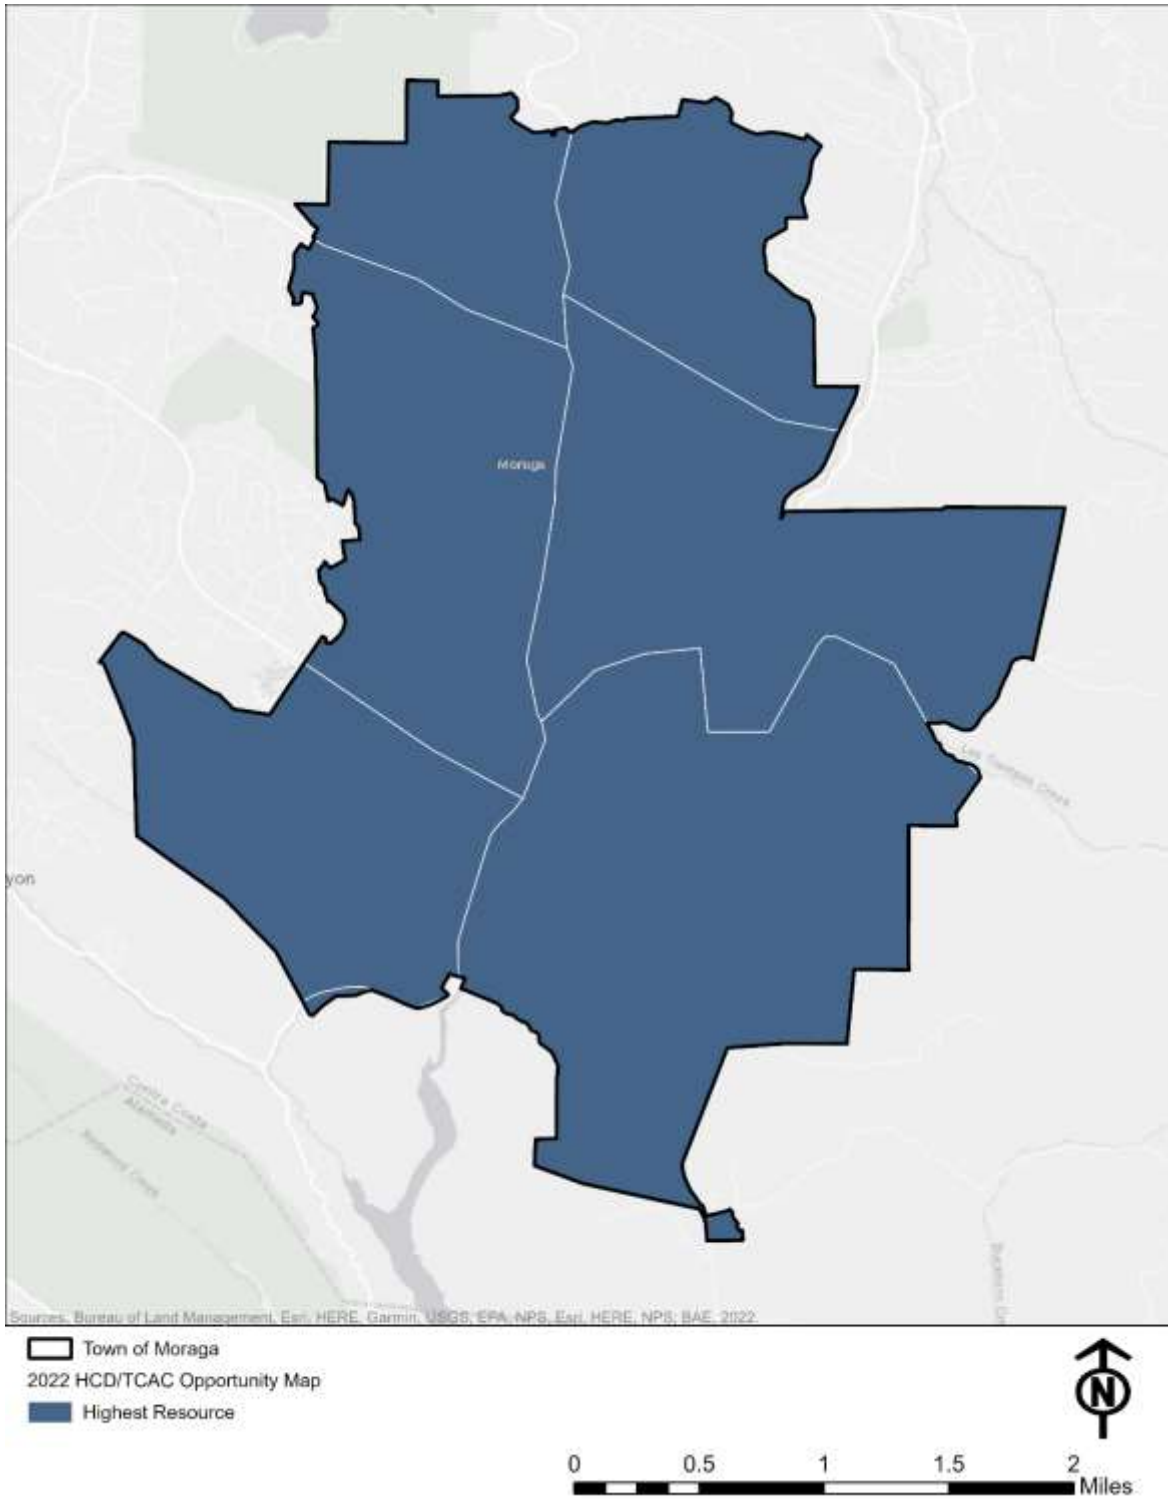 Moraga
Las Trampas Creek
yon
Contra Costa
Alameda
Redwood Creek
Sources, Bureau of Land Management, Esri, HERE, Garmin, USGS, EPA, NPS, Esri, HERE, NPS; BAE, 2022
Town of Moraga
2022 HCD/TCAC Opportunity Map
Highest Resource
N
0 0.5 1 1.5 2
Miles